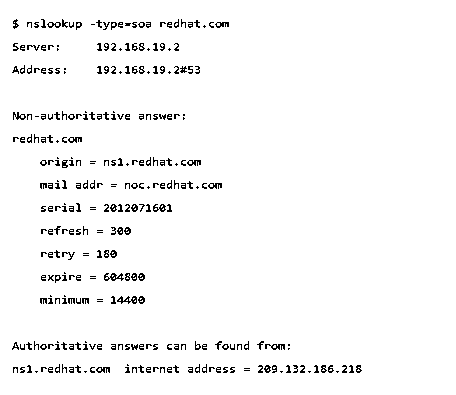 $ nslookup -type=soa redhat.com
Server:    192.168.19.2
Address:    192.168.19.2#53

Non-authoritative answer:
redhat.com
    origin = ns1.redhat.com
    mail addr = noc.redhat.com
    serial = 2012071601
    refresh = 300
    retry = 180
    expire = 604800
    minimum = 14400

Authoritative answers can be found from:
ns1.redhat.com  internet address = 209.132.186.218